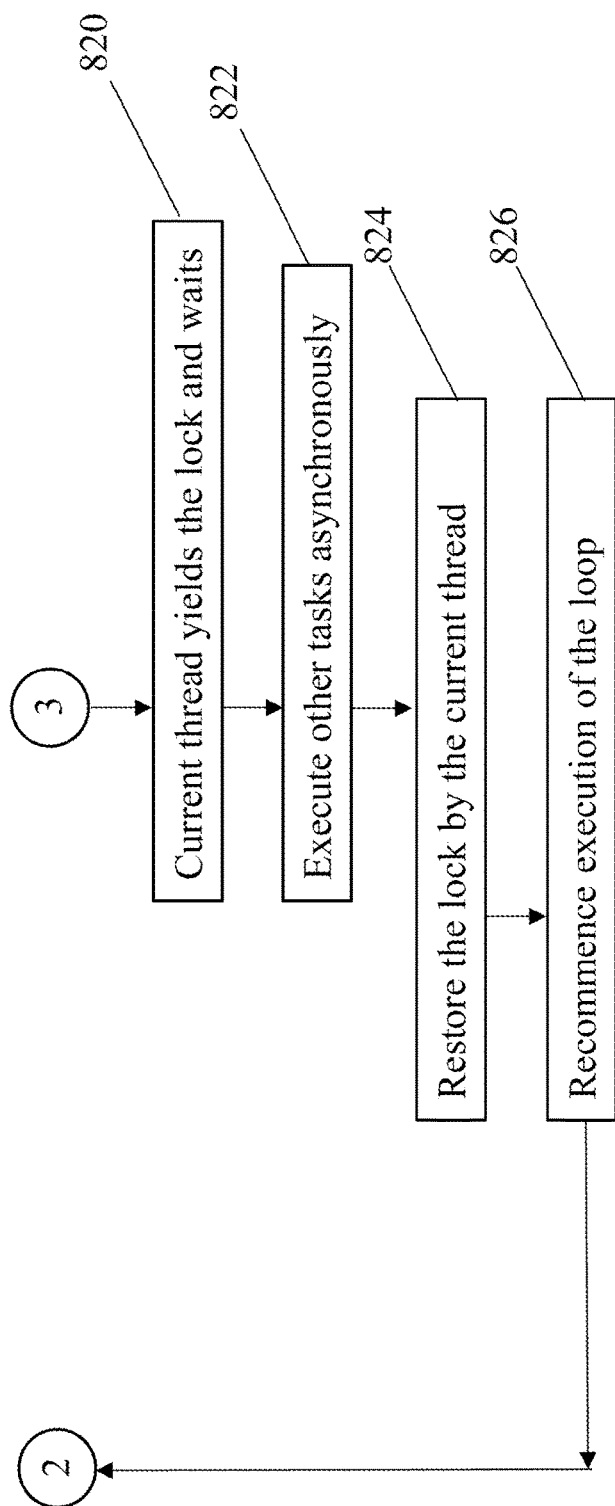 3
Current thread yields the lock and waits
820
Execute other tasks asynchronously
822
Restore the lock by the current thread
824
Recommence execution of the loop
826
2